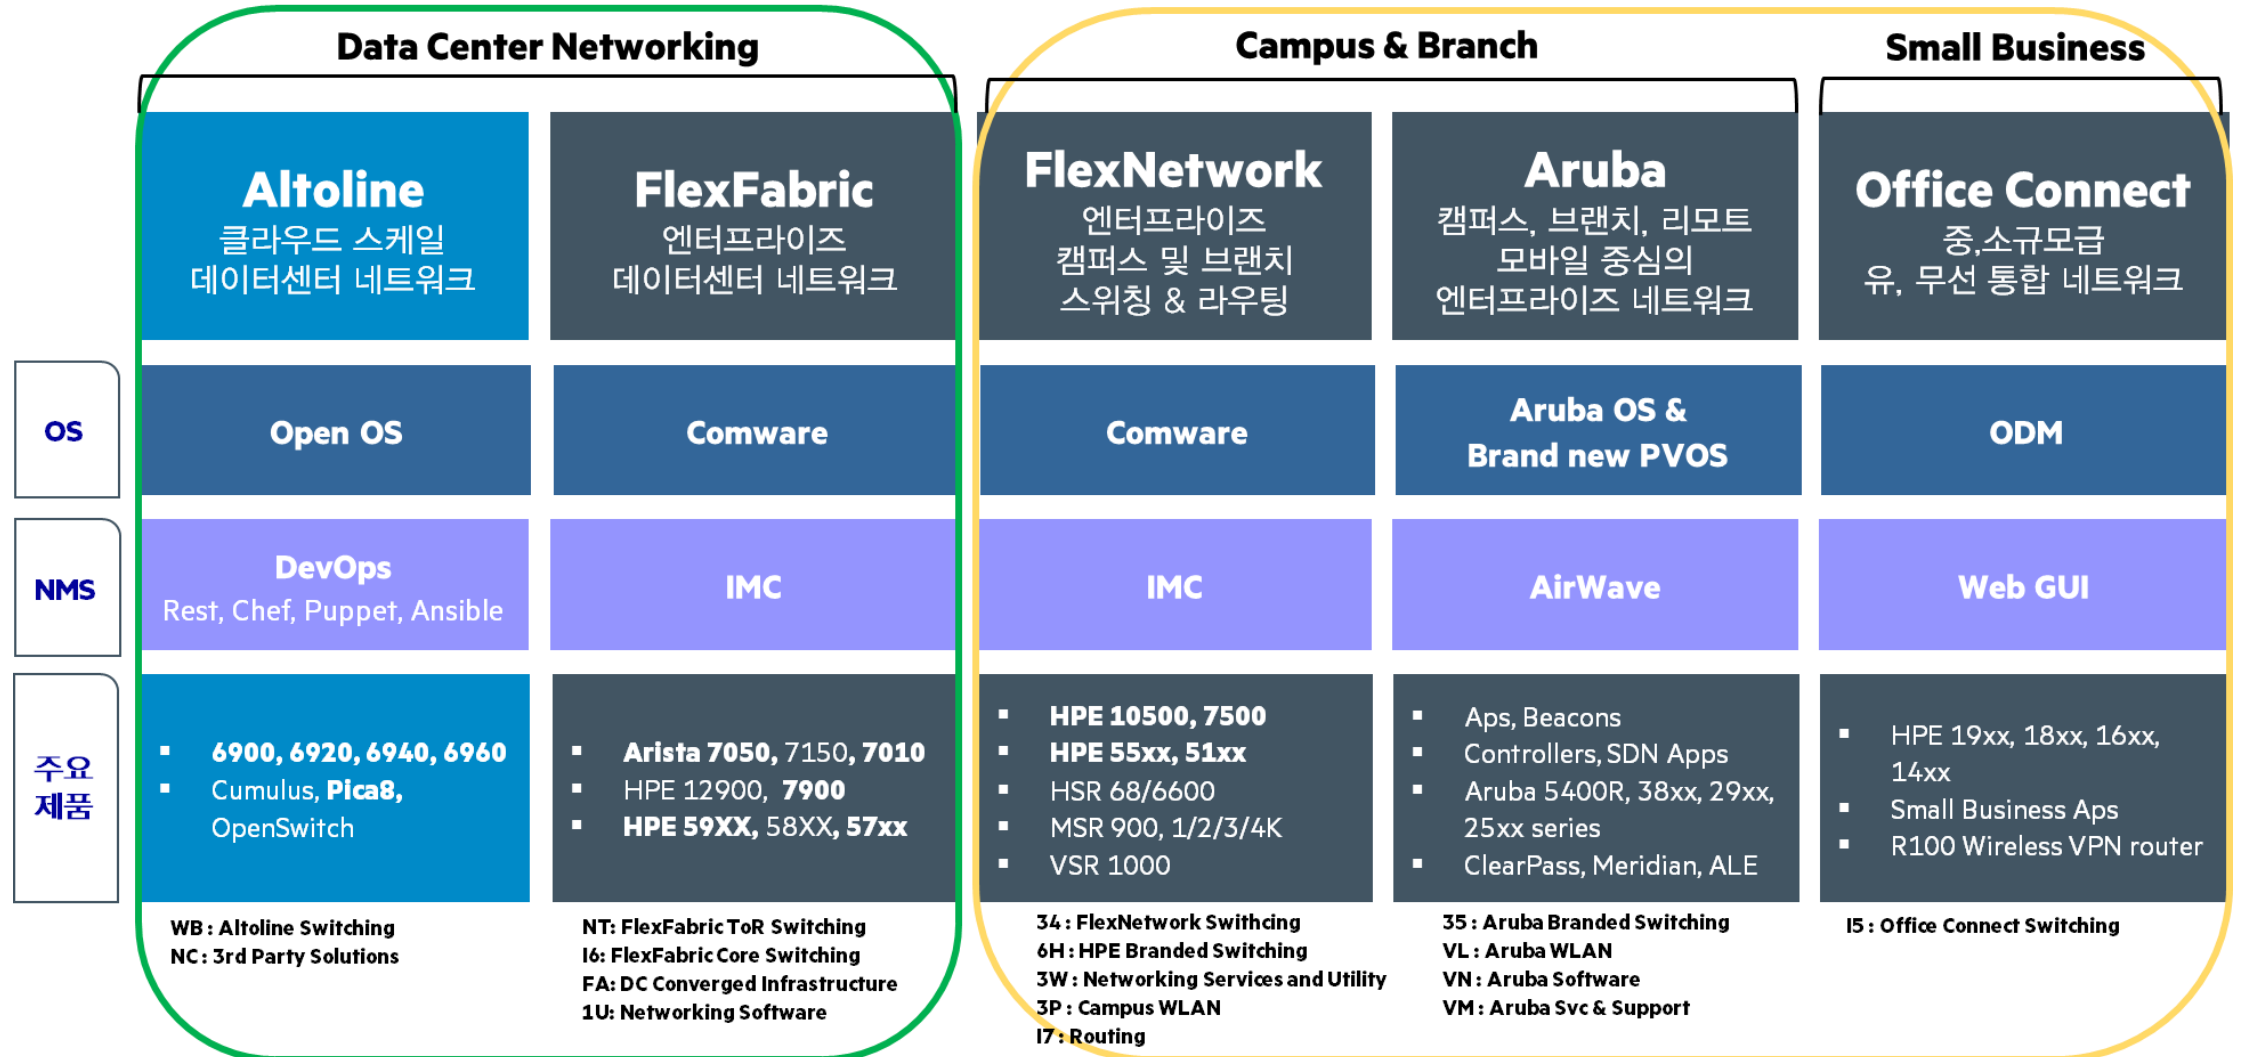 Data Center Networking
Campus & Branch
Small Business
Altoline
클라우드 스케일
데이터센터 네트워크
FlexFabric
엔터프라이즈
데이터센터 네트워크
FlexNetwork
엔터프라이즈
캠퍼스 및 브랜치
스위칭 & 라우팅
Aruba
캠퍼스, 브랜치, 리모트
모바일 중심의
엔터프라이즈 네트워크
Office Connect
중,소규모급
유, 무선 통합 네트워크
OS
Open OS
Comware
Comware
Aruba OS &
Brand new PVOS
ODM
NMS
DevOps
Rest, Chef, Puppet, Ansible
IMC
IMC
AirWave
Web GUI
주요
제품
▪ 6900, 6920, 6940, 6960
▪ Cumulus, Pica8,
OpenSwitch
▪ Arista 7050, 7150, 7010
▪ HPE 12900, 7900
▪ HPE 59XX, 58XX, 57xx
▪ HPE 10500, 7500
▪ HPE 55xx, 51xx
▪ HSR 68/6600
▪ MSR 900, 1/2/3/4K
▪ VSR 1000
▪ Aps, Beacons
▪ Controllers, SDN Apps
▪ Aruba 5400R, 38xx, 29xx,
25xx series
▪ ClearPass, Meridian, ALE
▪ HPE 19xx, 18xx, 16xx,
14xx
▪ Small Business Aps
▪ R100 Wireless VPN router
WB : Altoline Switching
NC : 3rd Party Solutions
NT: FlexFabric ToR Switching
I6: FlexFabric Core Switching
FA: DC Converged Infrastructure
1U: Networking Software
34 : FlexNetwork Swithcing
6H : HPE Branded Switching
3W : Networking Services and Utility
3P : Campus WLAN
I7 : Routing
35 : Aruba Branded Switching
VL : Aruba WLAN
VN : Aruba Software
VM : Aruba Svc & Support
I5 : Office Connect Switching